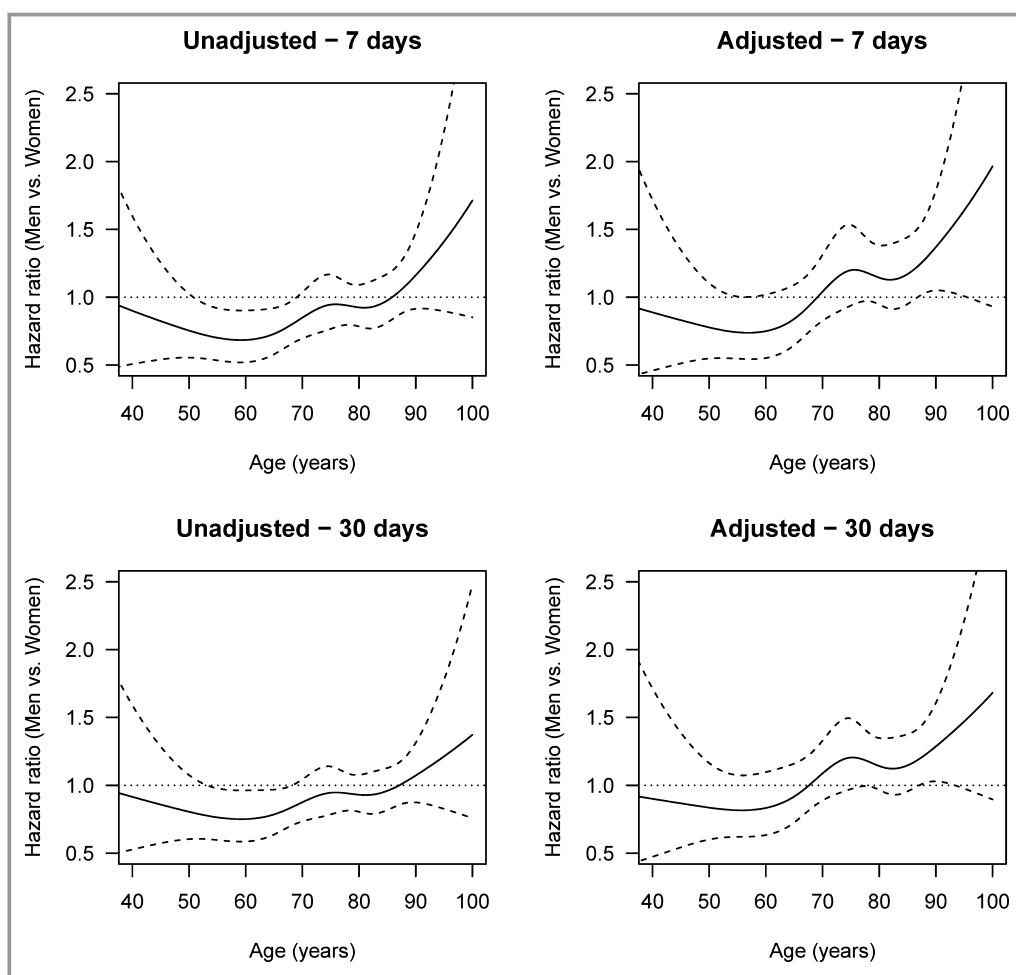 Unadjusted − 7 days
Hazard ratio (Men vs. Women)
2.5
2.0
1.5
1.0
0.5
40 50 60 70 80 90 100
Age (years)
Adjusted − 7 days
Hazard ratio (Men vs. Women)
2.5
2.0
1.5
1.0
0.5
40 50 60 70 80 90 100
Age (years)
Unadjusted − 30 days
Hazard ratio (Men vs. Women)
2.5
2.0
1.5
1.0
0.5
40 50 60 70 80 90 100
Age (years)
Adjusted − 30 days
Hazard ratio (Men vs. Women)
2.5
2.0
1.5
1.0
0.5
40 50 60 70 80 90 100
Age (years)